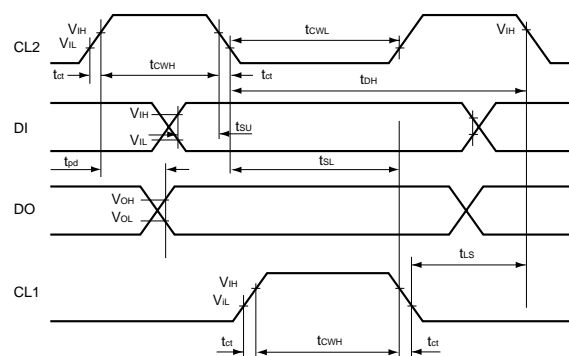 VIH
VIL
CL2
tct
tCWH
tCWL
tct
VIH
tDH
DI
VIH
VIL
tSU
tpd
tSL
DO
VOH
VOL
tLS
CL1
VIH
VIL
tct
tCWH
tct